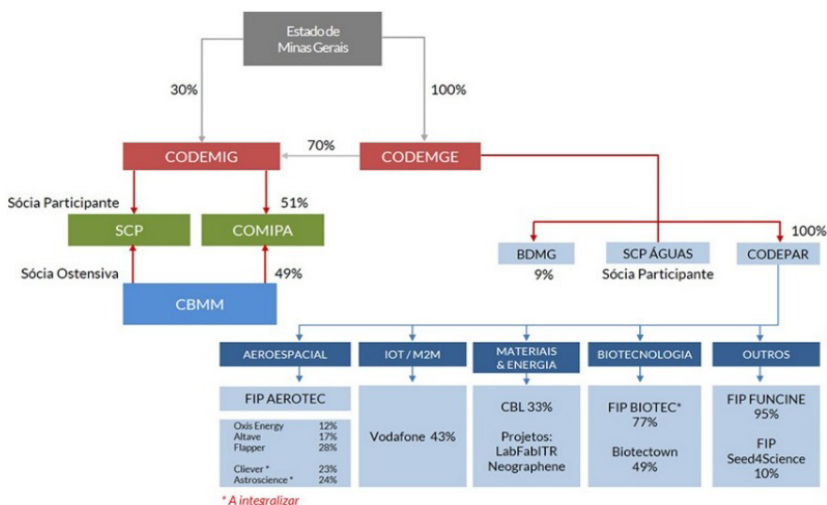 Estado de
Minas Gerais
30%
100%
CODEMIG
70%
CODEMGE
Sócia Participante
51%
SCP
COMIPA
Sócia Ostensiva
49%
CBMM
100%
BDMG
SCP ÁGUAS
CODEPAR
9%
Sócia Participante
AEROESPACIAL
IOT / M2M
MATERIAIS
& ENERGIA
BIOTECNOLOGIA
OUTROS
FIP AEROTEC
Oxis Energy 12%
Altave 17%
Flapper 28%
Cliever * 23%
Astroscience * 24%
Vodafone 43%
CBL 33%
Projetos:
LabFabITR
Neographene
FIP BIOTEC*
77%
Biotectown
49%
FIP FUNCINE
95%
FIP
Seed4Science
10%
* A integralizar